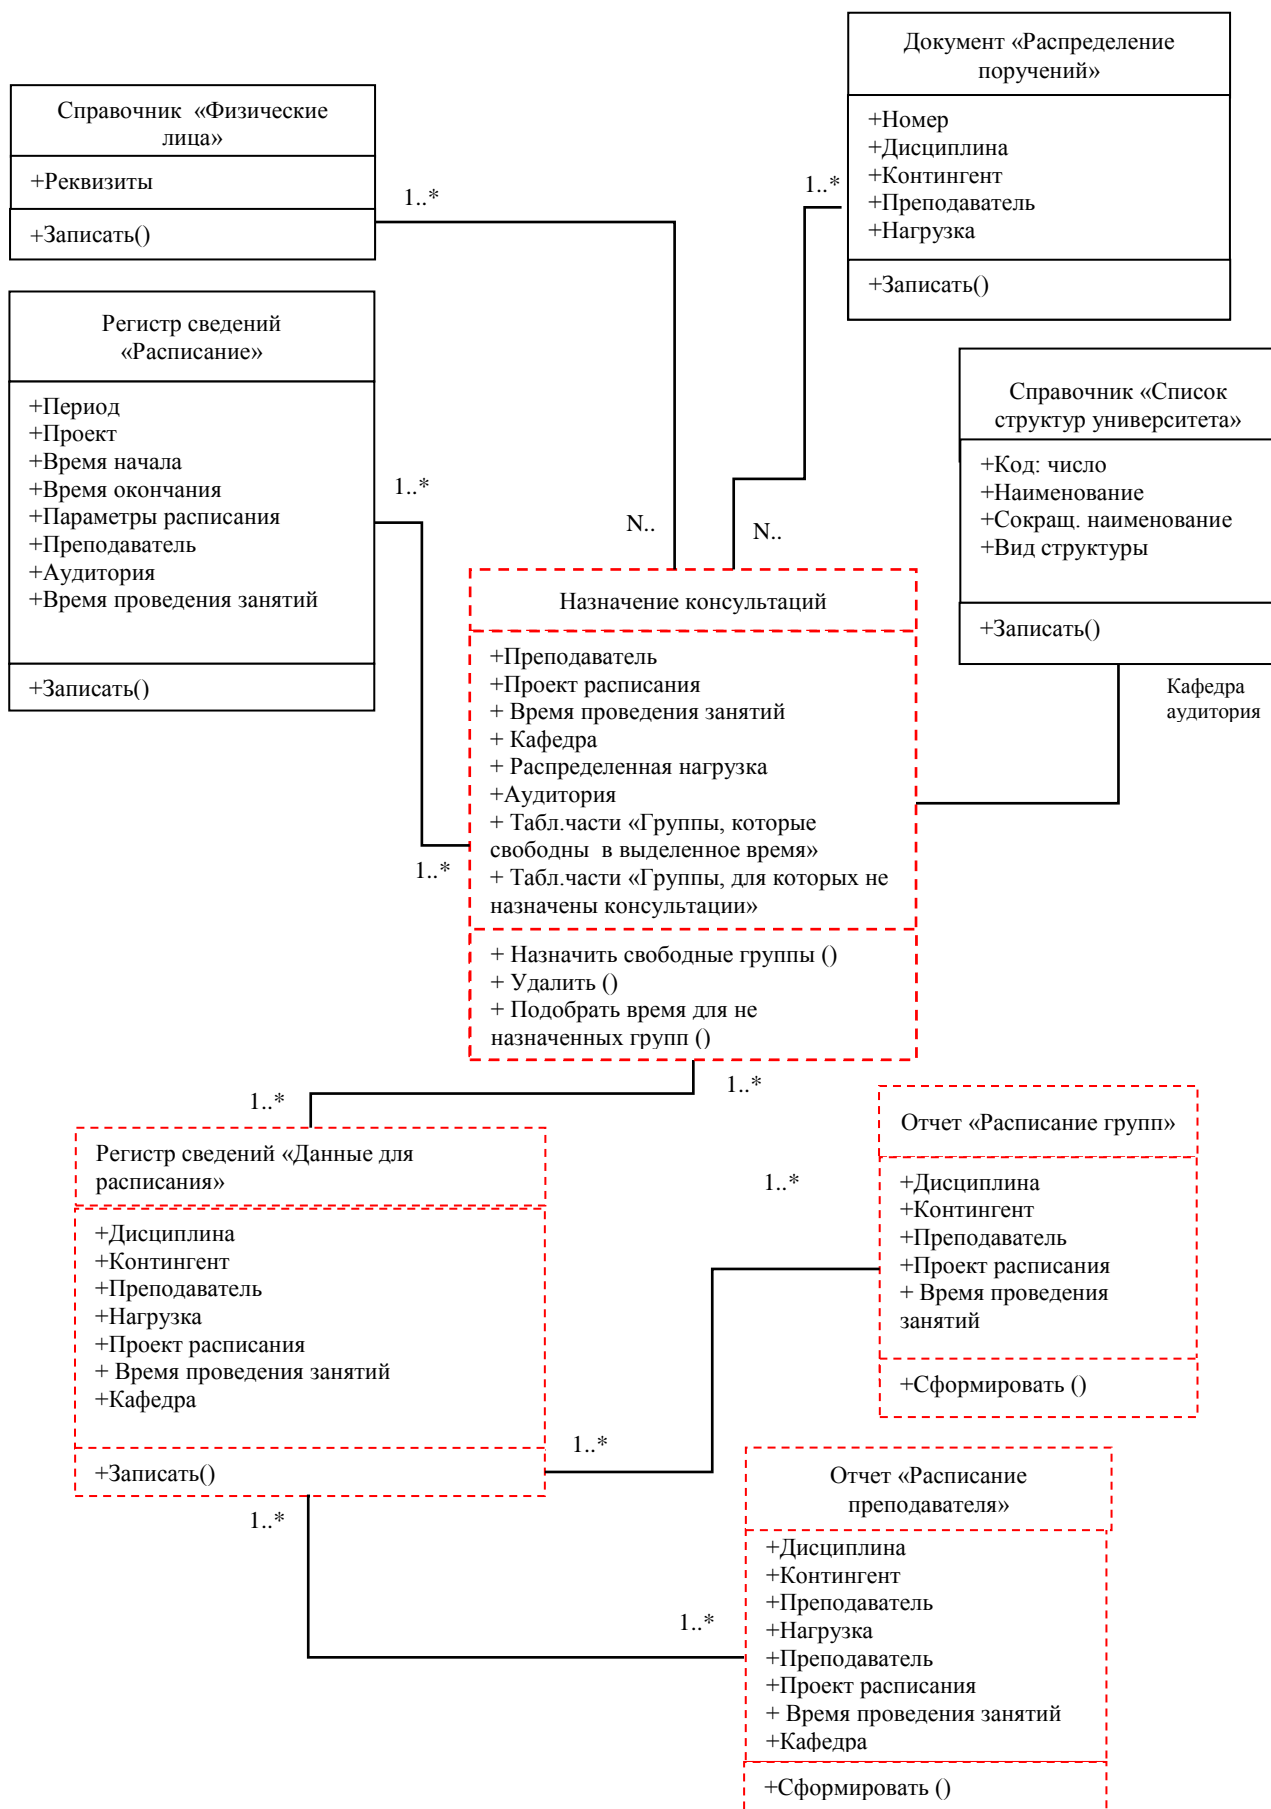 Документ «Распределение
поручений»
+Номер
+Дисциплина
+Контингент
+Преподаватель
+Нагрузка
+Записать()
Справочник «Физические
лица»
+Реквизиты
+Записать()
1..*
1..*
Регистр сведений
«Расписание»
+Период
+Проект
+Время начала
+Время окончания
+Параметры расписания
+Преподаватель
+Аудитория
+Время проведения занятий
+Записать()
Справочник «Список
структур университета»
+Код: число
+Наименование
+Сокращ. наименование
+Вид структуры
+Записать()
1..*
N..
N..
Кафедра
аудитория
Назначение консультаций
+Преподаватель
+Проект расписания
+ Время проведения занятий
+ Кафедра
+ Распределенная нагрузка
+Аудитория
+ Табл.части «Группы, которые
свободны в выделенное время»
+ Табл.части «Группы, для которых не
назначены консультации»
+ Назначить свободные группы ()
+ Удалить ()
+ Подобрать время для не
назначенных групп ()
1..*
1..*
1..*
Регистр сведений «Данные для
расписания»
+Дисциплина
+Контингент
+Преподаватель
+Нагрузка
+Проект расписания
+ Время проведения занятий
+Кафедра
+Записать()
Отчет «Расписание групп»
+Дисциплина
+Контингент
+Преподаватель
+Проект расписания
+ Время проведения
занятий
+Сформировать ()
1..*
1..*
1..*
1..*
Отчет «Расписание
преподавателя»
+Дисциплина
+Контингент
+Преподаватель
+Нагрузка
+Преподаватель
+Проект расписания
+ Время проведения занятий
+Кафедра
+Сформировать ()